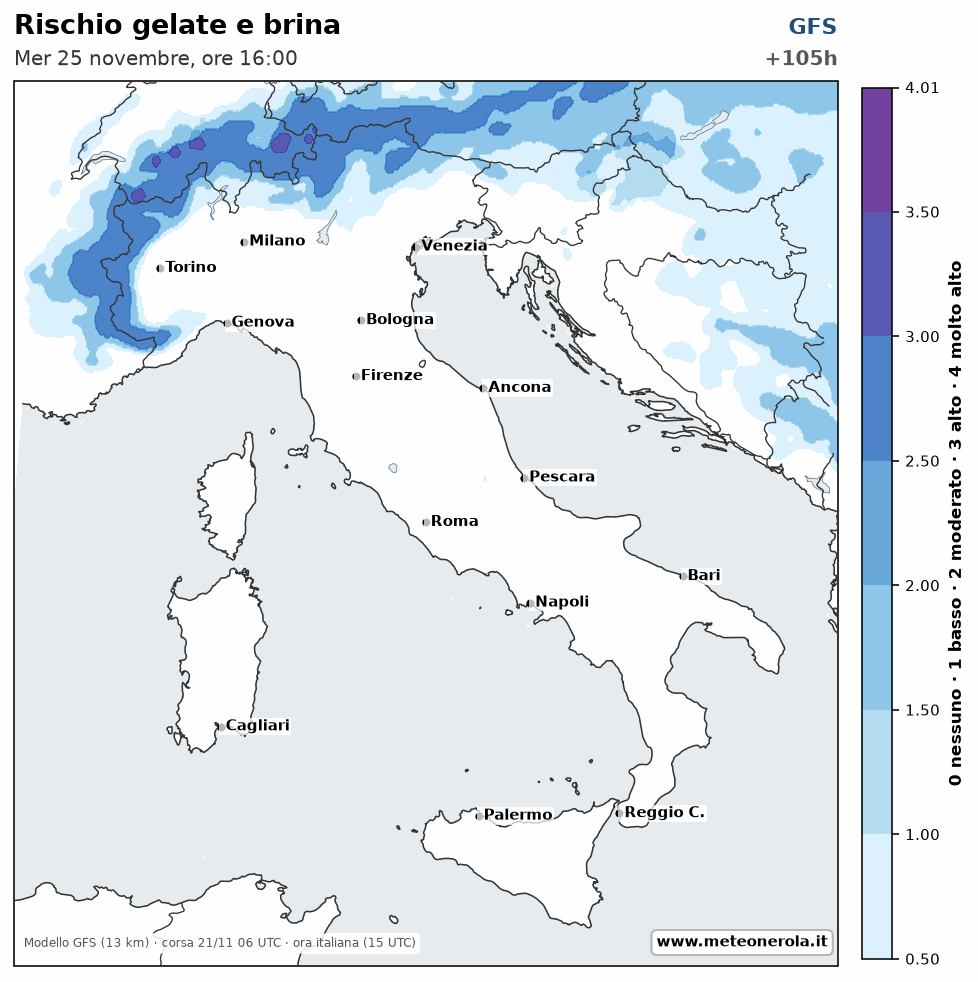 Rischio gelate e brina
GFS
Mer 25 novembre, ore 16:00
+105h
4.01
3.50
3.00
2.50
2.00
1.50
1.00
0.50
0 nessuno · 1 basso · 2 moderato · 3 alto · 4 molto alto
Milano
Venezia
Torino
Genova
Bologna
Firenze
Ancona
Pescara
Roma
Bari
Napoli
Cagliari
Palermo
Reggio C.
Modello GFS (13 km) · corsa 21/11 06 UTC · ora italiana (15 UTC)
www.meteonerola.it